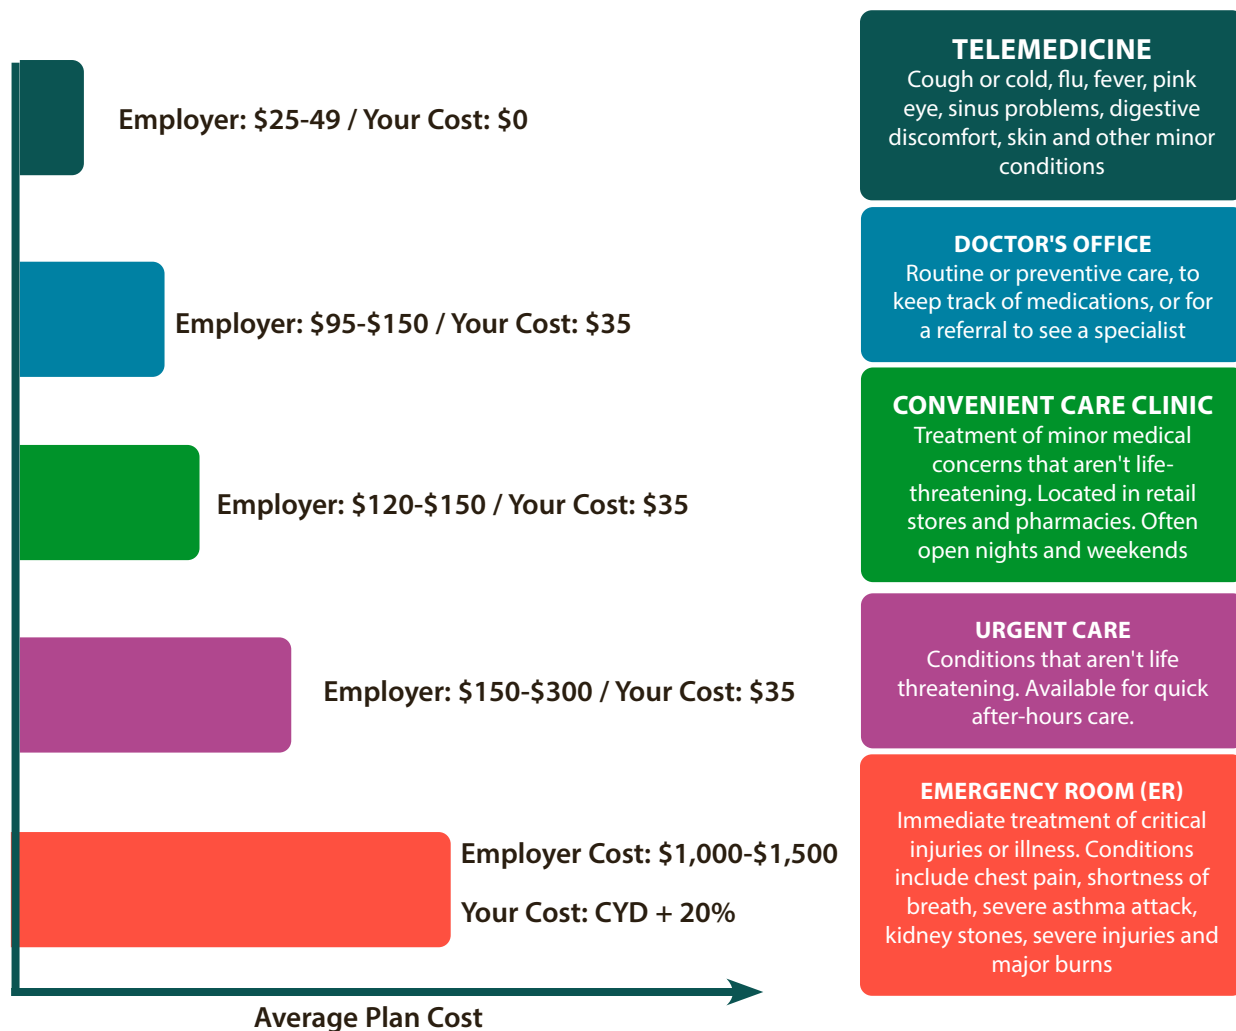 Employer: $25-49 / Your Cost: $0
TELEMEDICINE
Cough or cold, flu, fever, pink
eye, sinus problems, digestive
discomfort, skin and other minor
conditions
Employer: $95-$150 / Your Cost: $35
DOCTOR'S OFFICE
Routine or preventive care, to
keep track of medications, or for
a referral to see a specialist
Employer: $120-$150 / Your Cost: $35
CONVENIENT CARE CLINIC
Treatment of minor medical
concerns that aren't life-
threatening. Located in retail
stores and pharmacies. Often
open nights and weekends
Employer: $150-$300 / Your Cost: $35
URGENT CARE
Conditions that aren't life
threatening. Available for quick
after-hours care.
Employer Cost: $1,000-$1,500
Your Cost: CYD + 20%
EMERGENCY ROOM (ER)
Immediate treatment of critical
injuries or illness. Conditions
include chest pain, shortness of
breath, severe asthma attack,
kidney stones, severe injuries and
major burns
Average Plan Cost